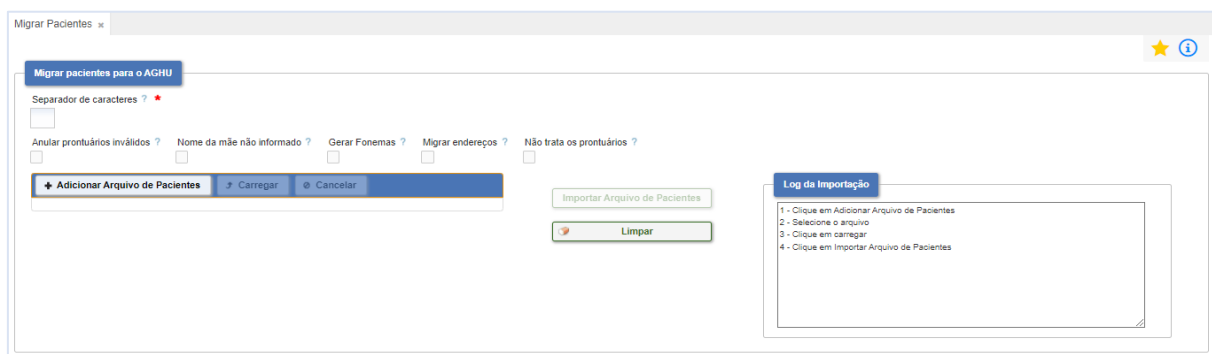 Migrar Pacientes
Migrar pacientes para o AGHU
Separador de caracteres ? *
Anular prontuários inválidos ? Nome da mãe não informado ? Gerar Fonemas ? Migrar endereços ? Não trata os prontuários ?
+ Adicionar Arquivo de Pacientes Carregar Cancelar
Importar Arquivo de Pacientes
Limpar
Log da Importação
1 - Clique em Adicionar Arquivo de Pacientes
2 - Selecione o arquivo
3 - Clique em carregar
4 - Clique em Importar Arquivo de Pacientes